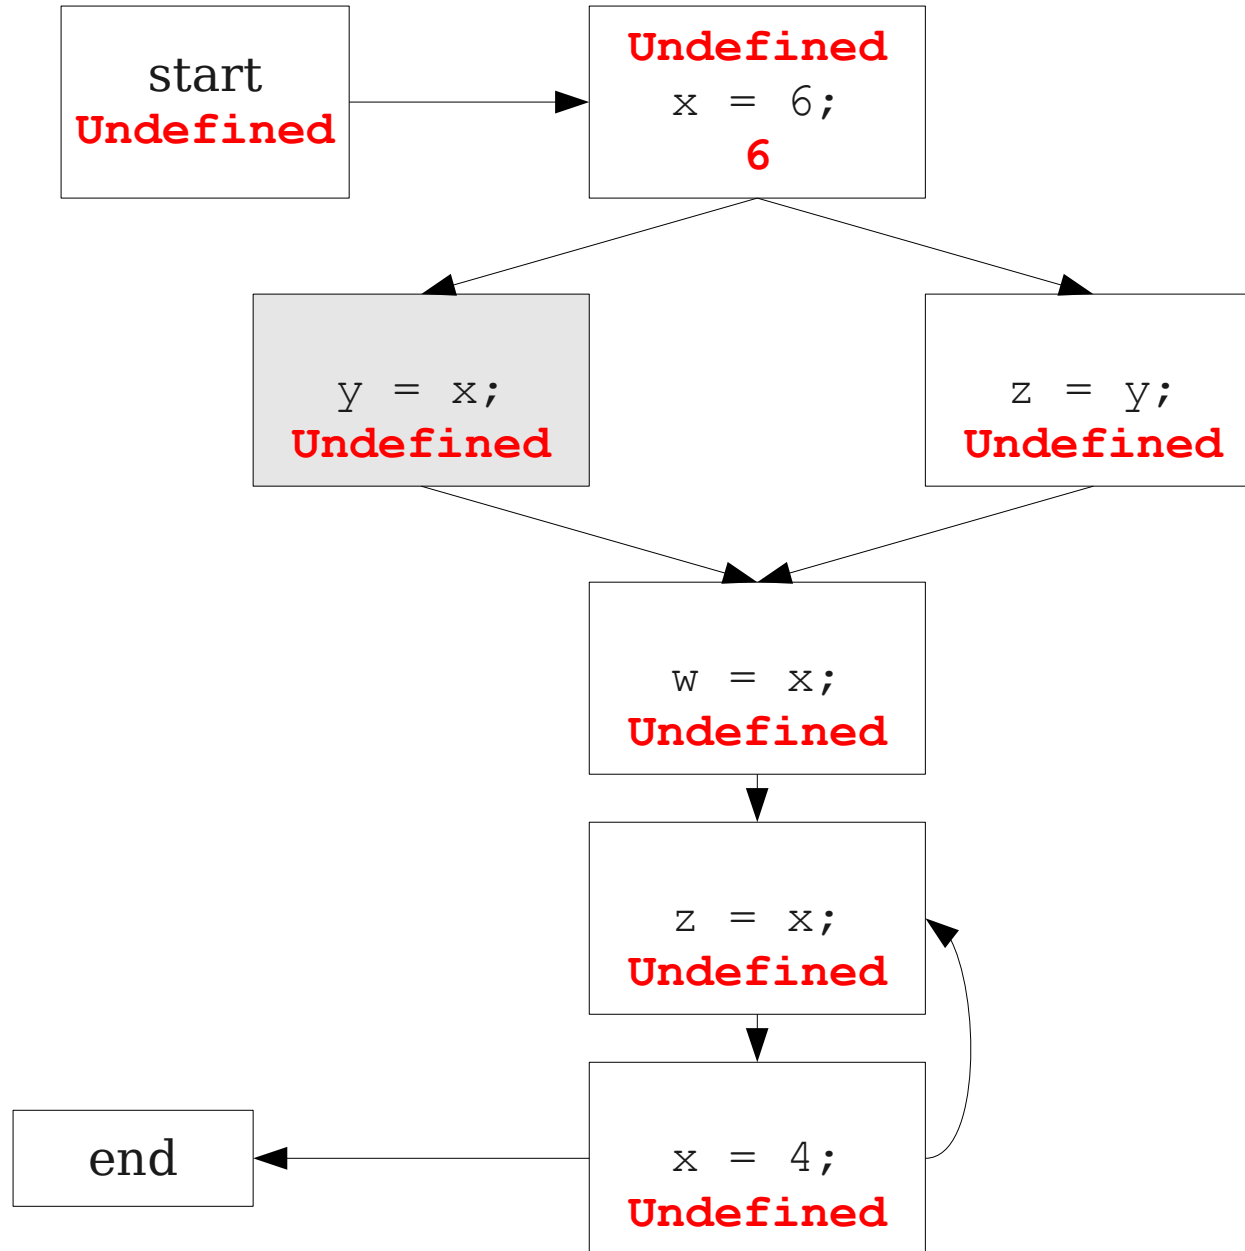 start
Undefined
Undefined
x = 6;
6
y = x;
Undefined
z = y;
Undefined
w = x;
Undefined
z = x;
Undefined
x = 4;
Undefined
end